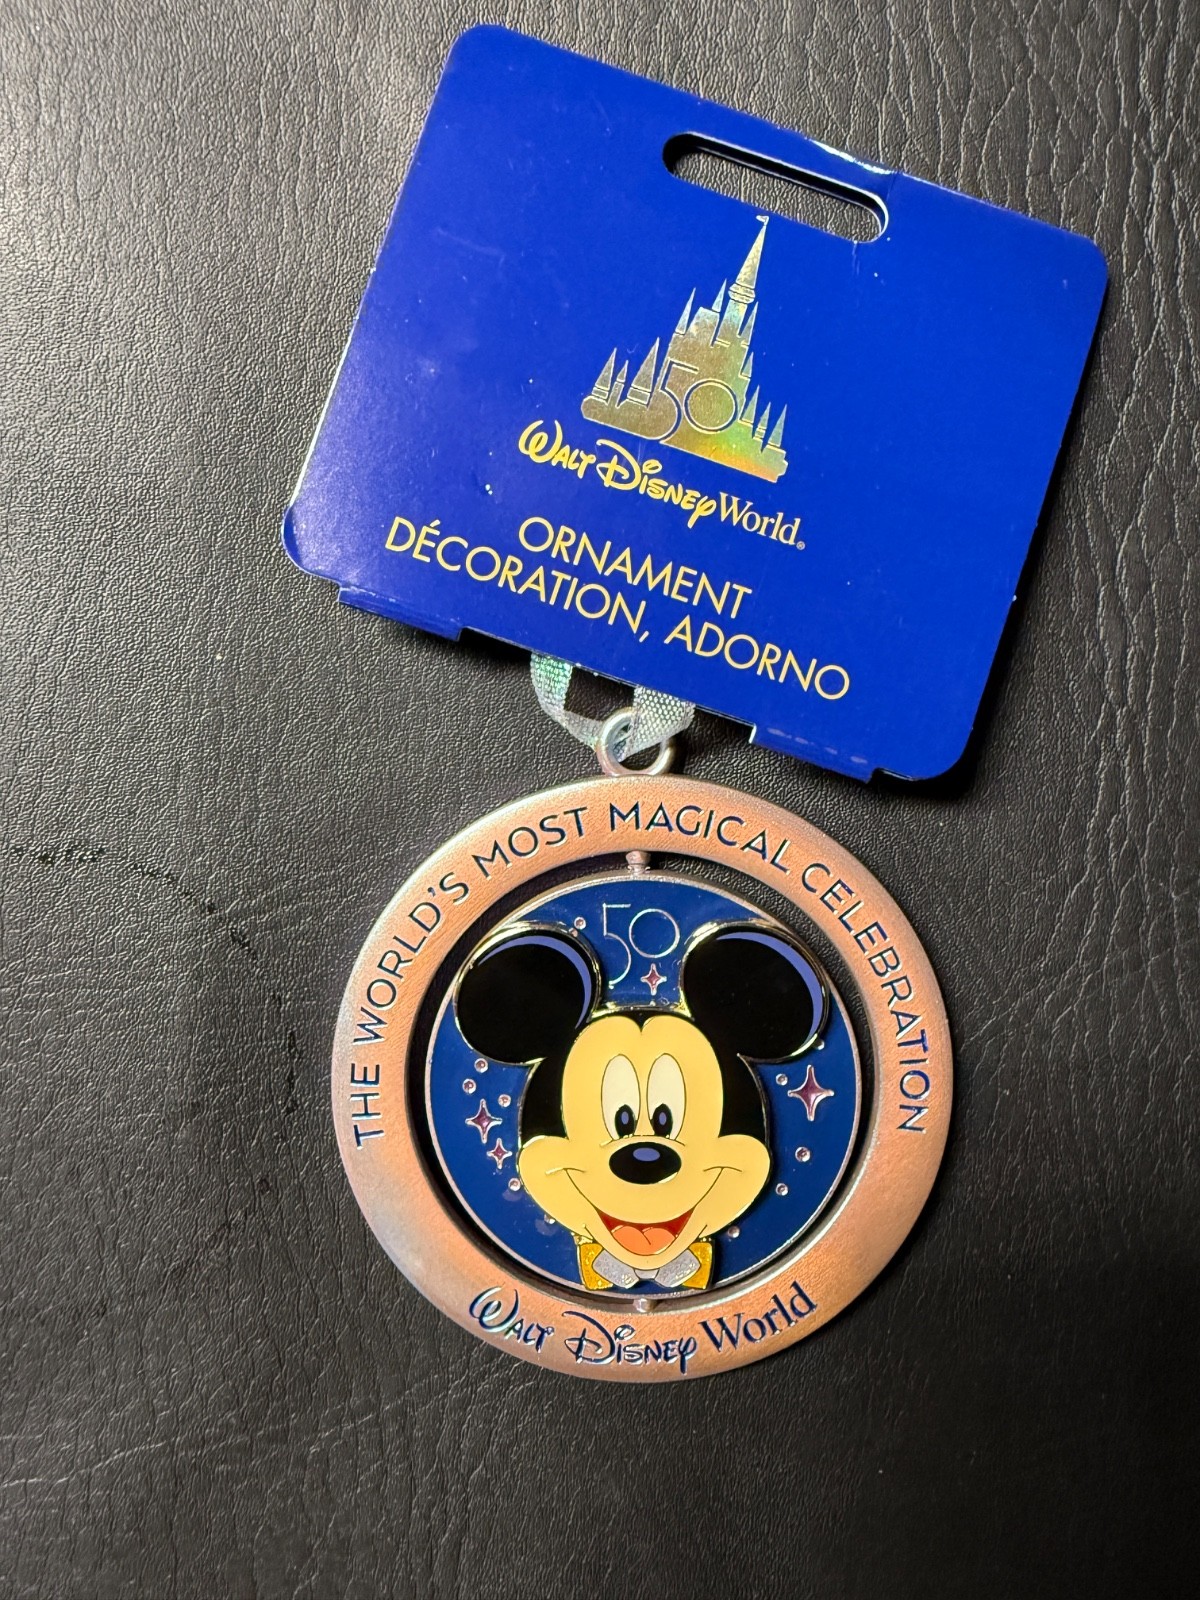 50
WALT DISNEY World®
ORNAMENT
DÉCORATION, ADORNO
THE WORLD'S MOST MAGICAL CELEBRATION
50
WALT DISNEY World